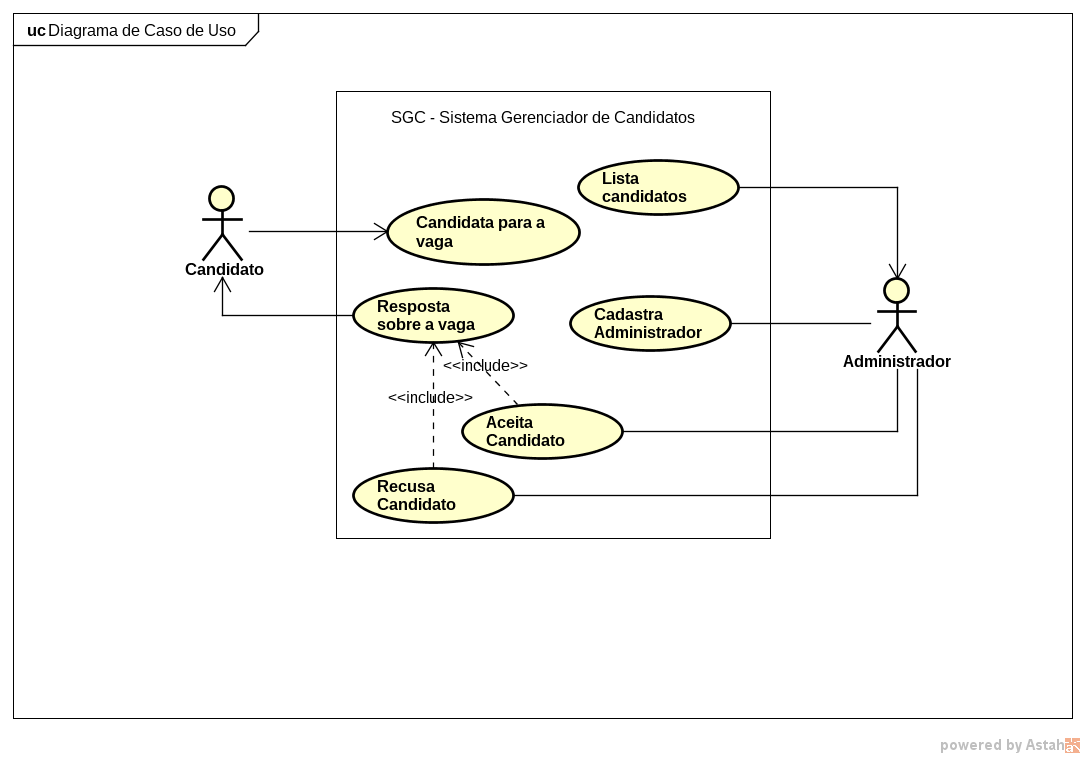 uc Diagrama de Caso de Uso
SGC - Sistema Gerenciador de Candidatos
Lista
candidatos
Candidata para a
vaga
Candidato
Resposta
sobre a vaga
Cadastra
Administrador
Administrador
<<include>>
<<include>>
Aceita
Candidato
Recusa
Candidato
powered by Astah